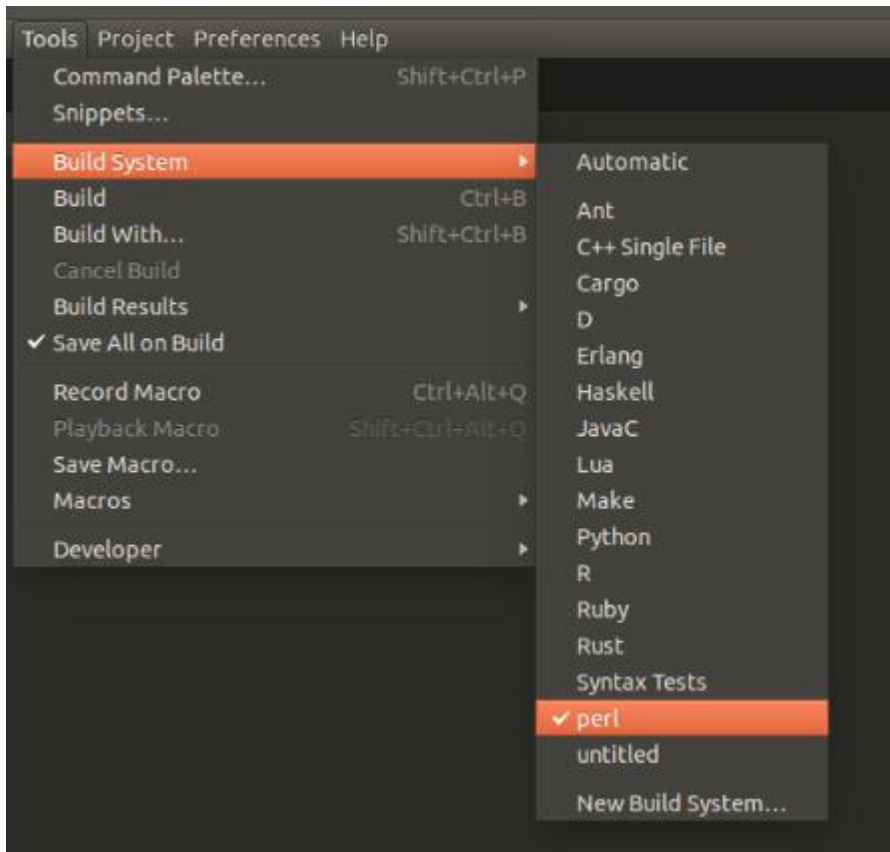 Tools Project Preferences Help
Command Palette... Shift+Ctrl+P
Snippets...
Build System
Build Ctrl+B
Build With... Shift+Ctrl+B
Cancel Build
Build Results
Save All on Build
Record Macro Ctrl+Alt+Q
Playback Macro Shift+Ctrl+Alt+Q
Save Macro...
Macros
Developer
Automatic
Ant
C++ Single File
Cargo
D
Erlang
Haskell
JavaC
Lua
Make
Python
R
Ruby
Rust
Syntax Tests
perl
untitled
New Build System...